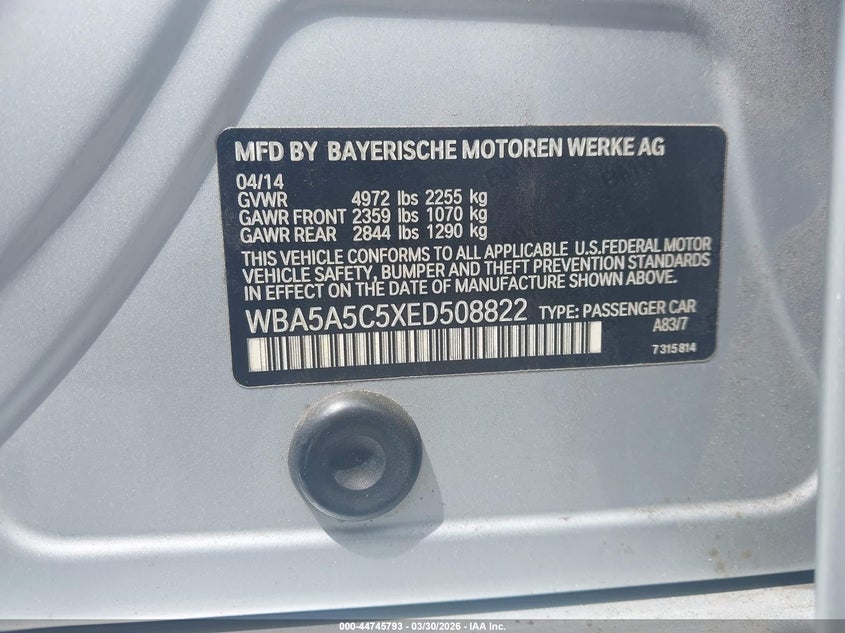 MFD BY BAYERISCHE MOTOREN WERKE AG
04/14
GVWR 4972 lbs 2255 kg
GAWR FRONT 2359 lbs 1070 kg
GAWR REAR 2844 lbs 1290 kg
THIS VEHICLE CONFORMS TO ALL APPLICABLE U.S.FEDERAL MOTOR
VEHICLE SAFETY, BUMPER AND THEFT PREVENTION STANDARDS
IN EFFECT ON THE DATE OF MANUFACTURE SHOWN ABOVE.
WBA5A5C5XED508822 TYPE: PASSENGER CAR
A83/7
7315814
000-44745793 - 03/30/2026 - IAA Inc.